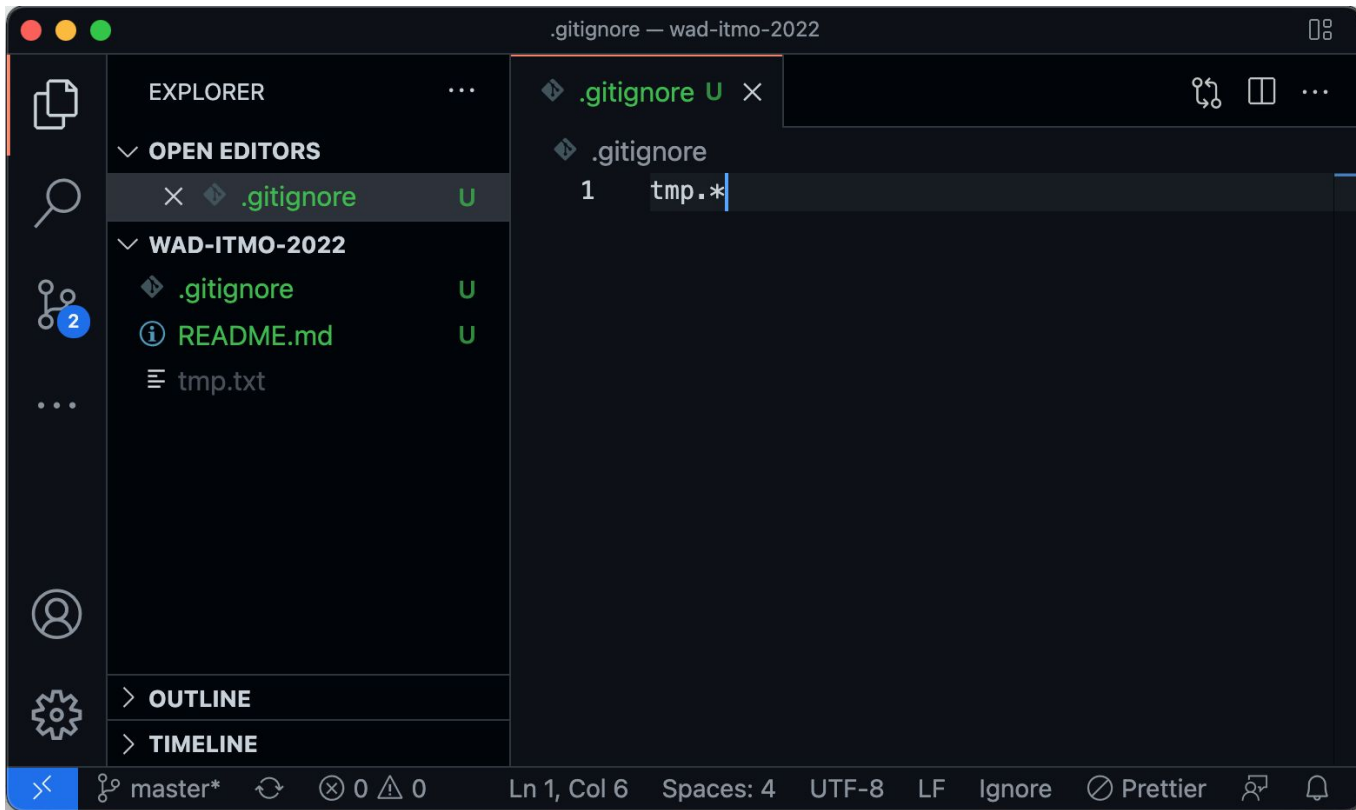 .gitignore — wad-itmo-2022
EXPLORER
OPEN EDITORS
.gitignore U
WAD-ITMO-2022
.gitignore U
README.md U
tmp.txt
2
OUTLINE
TIMELINE
.gitignore U
.gitignore
1 tmp.*
master* 0 0 Ln 1, Col 6 Spaces: 4 UTF-8 LF Ignore Prettier